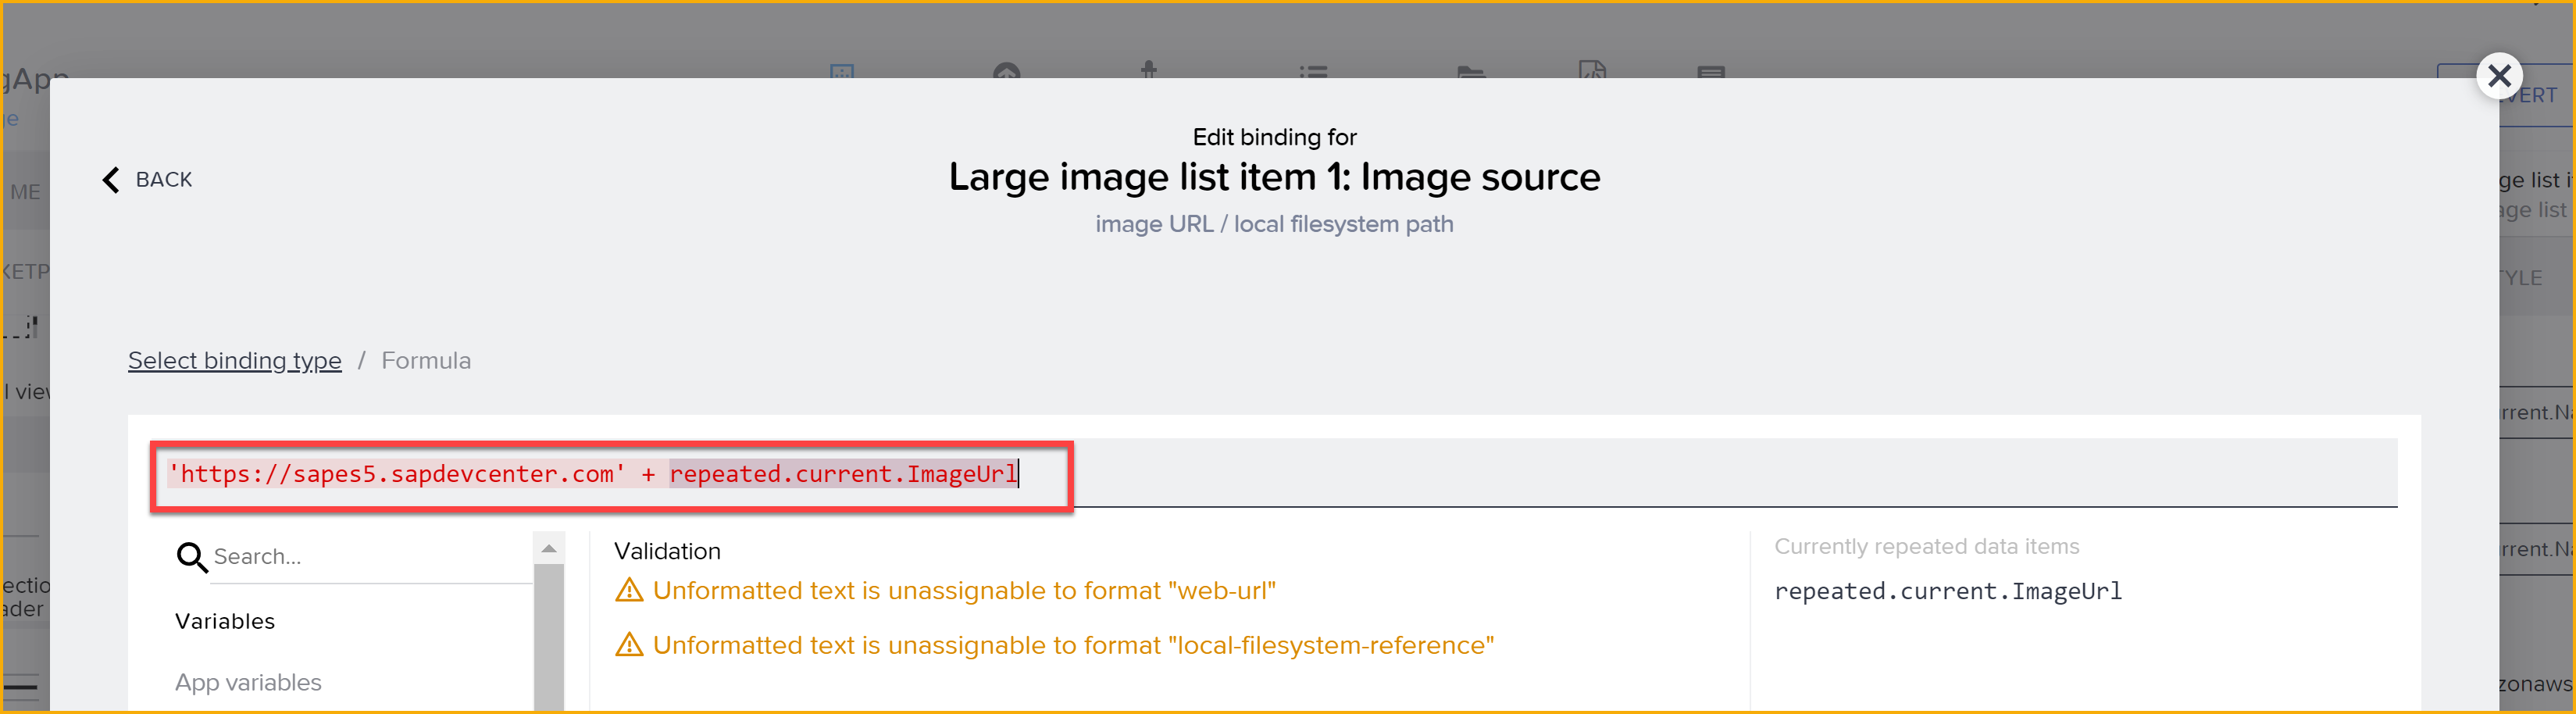 gApp
ge
VERT
Edit binding for
Large image list item 1: Image source
image URL / local filesystem path
BACK
ME
ge list i
age list
KETP
YLE
Select binding type / Formula
l view
rrent.Na
'https://sapes5.sapdevcenter.com' + repeated.current.ImageUrl
Search...
Validation
Currently repeated data items
rrent.Na
Unformatted text is unassignable to format "web-url"
repeated.current.ImageUrl
ectio
ader
Variables
Unformatted text is unassignable to format "local-filesystem-reference"
App variables
zonaws